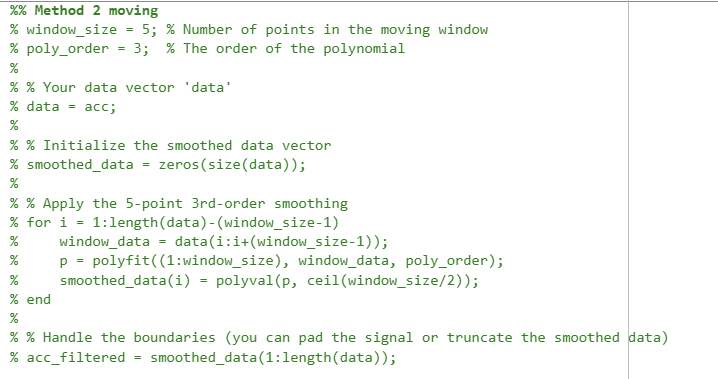 %% Method 2 moving
% window_size = 5; % Number of points in the moving window
% poly_order = 3;  % The order of the polynomial
%
% % Your data vector 'data'
% data = acc;
%
% % Initialize the smoothed data vector
% smoothed_data = zeros(size(data));
%
% % Apply the 5-point 3rd-order smoothing
% for i = 1:length(data)-(window_size-1)
%     window_data = data(i:i+(window_size-1));
%     p = polyfit((1:window_size), window_data, poly_order);
%     smoothed_data(i) = polyval(p, ceil(window_size/2));
% end
%
% % Handle the boundaries (you can pad the signal or truncate the smoothed data)
% acc_filtered = smoothed_data(1:length(data));